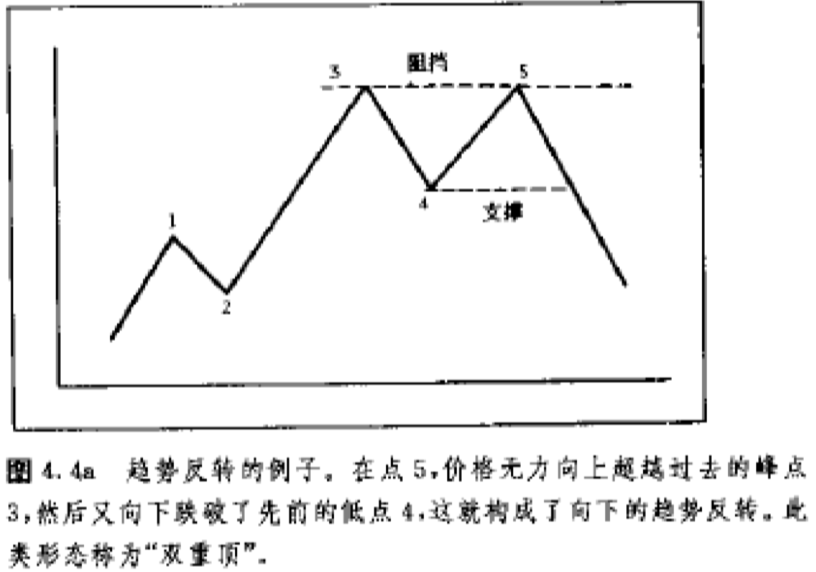 阻挡
3
5
4
支撑
1
2
图 4.4a 趋势反转的例子。在点 5,价格无力向上超越过去的峰点
3,然后又向下跌破了先前的低点 4,这就构成了向下的趋势反转。此
类形态称为“双重顶”。